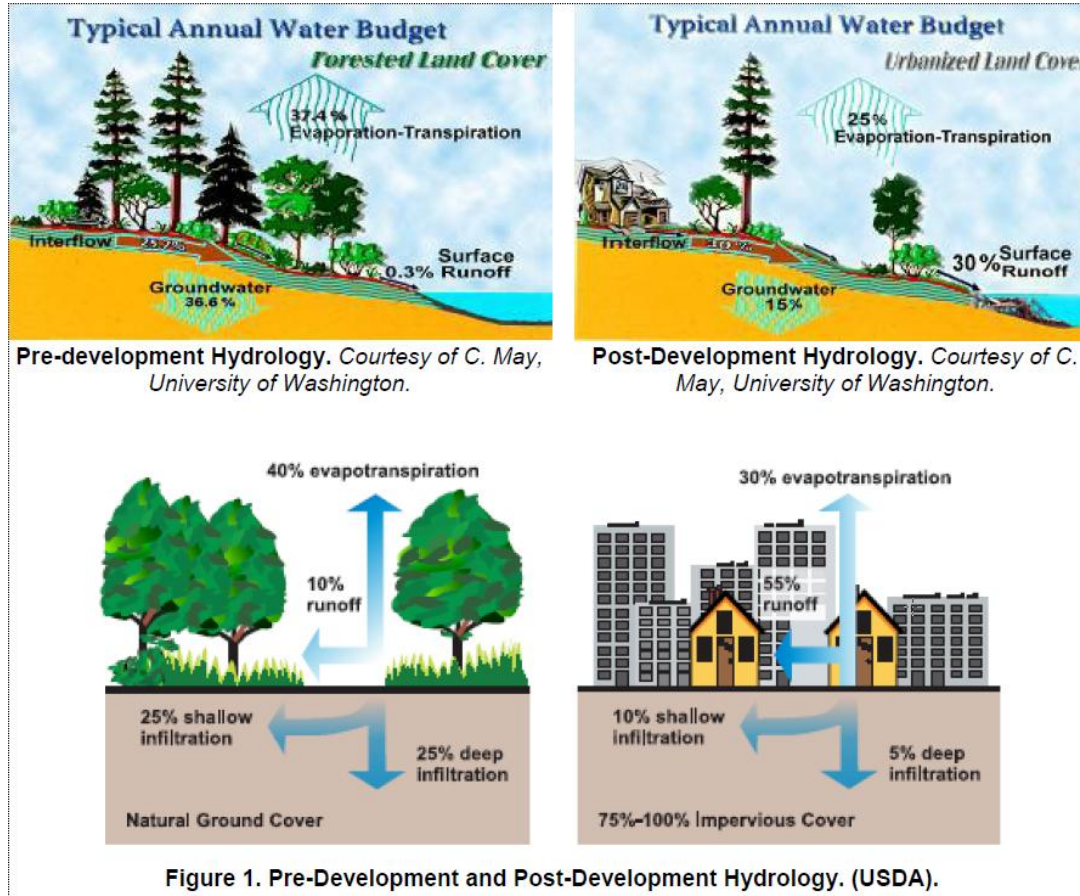 Typical Annual Water Budget
Forested Land Cover
37.4%
Evaporation-Transpiration
Interflow
Surface
Runoff
0.3%
Groundwater
36.6%
Pre-development Hydrology. Courtesy of C. May,
University of Washington.
Typical Annual Water Budget
Urbanized Land Cove
25%
Evaporation-Transpiration
Interflow
30% Surface
Runoff
Groundwater
15%
Post-Development Hydrology. Courtesy of C.
May, University of Washington.
40% evapotranspiration
10%
runoff
25% shallow
infiltration
25% deep
infiltration
Natural Ground Cover
30% evapotranspiration
55%
runoff
10% shallow
infiltration
5% deep
infiltration
75%–100% Impervious Cover
Figure 1. Pre-Development and Post-Development Hydrology. (USDA).